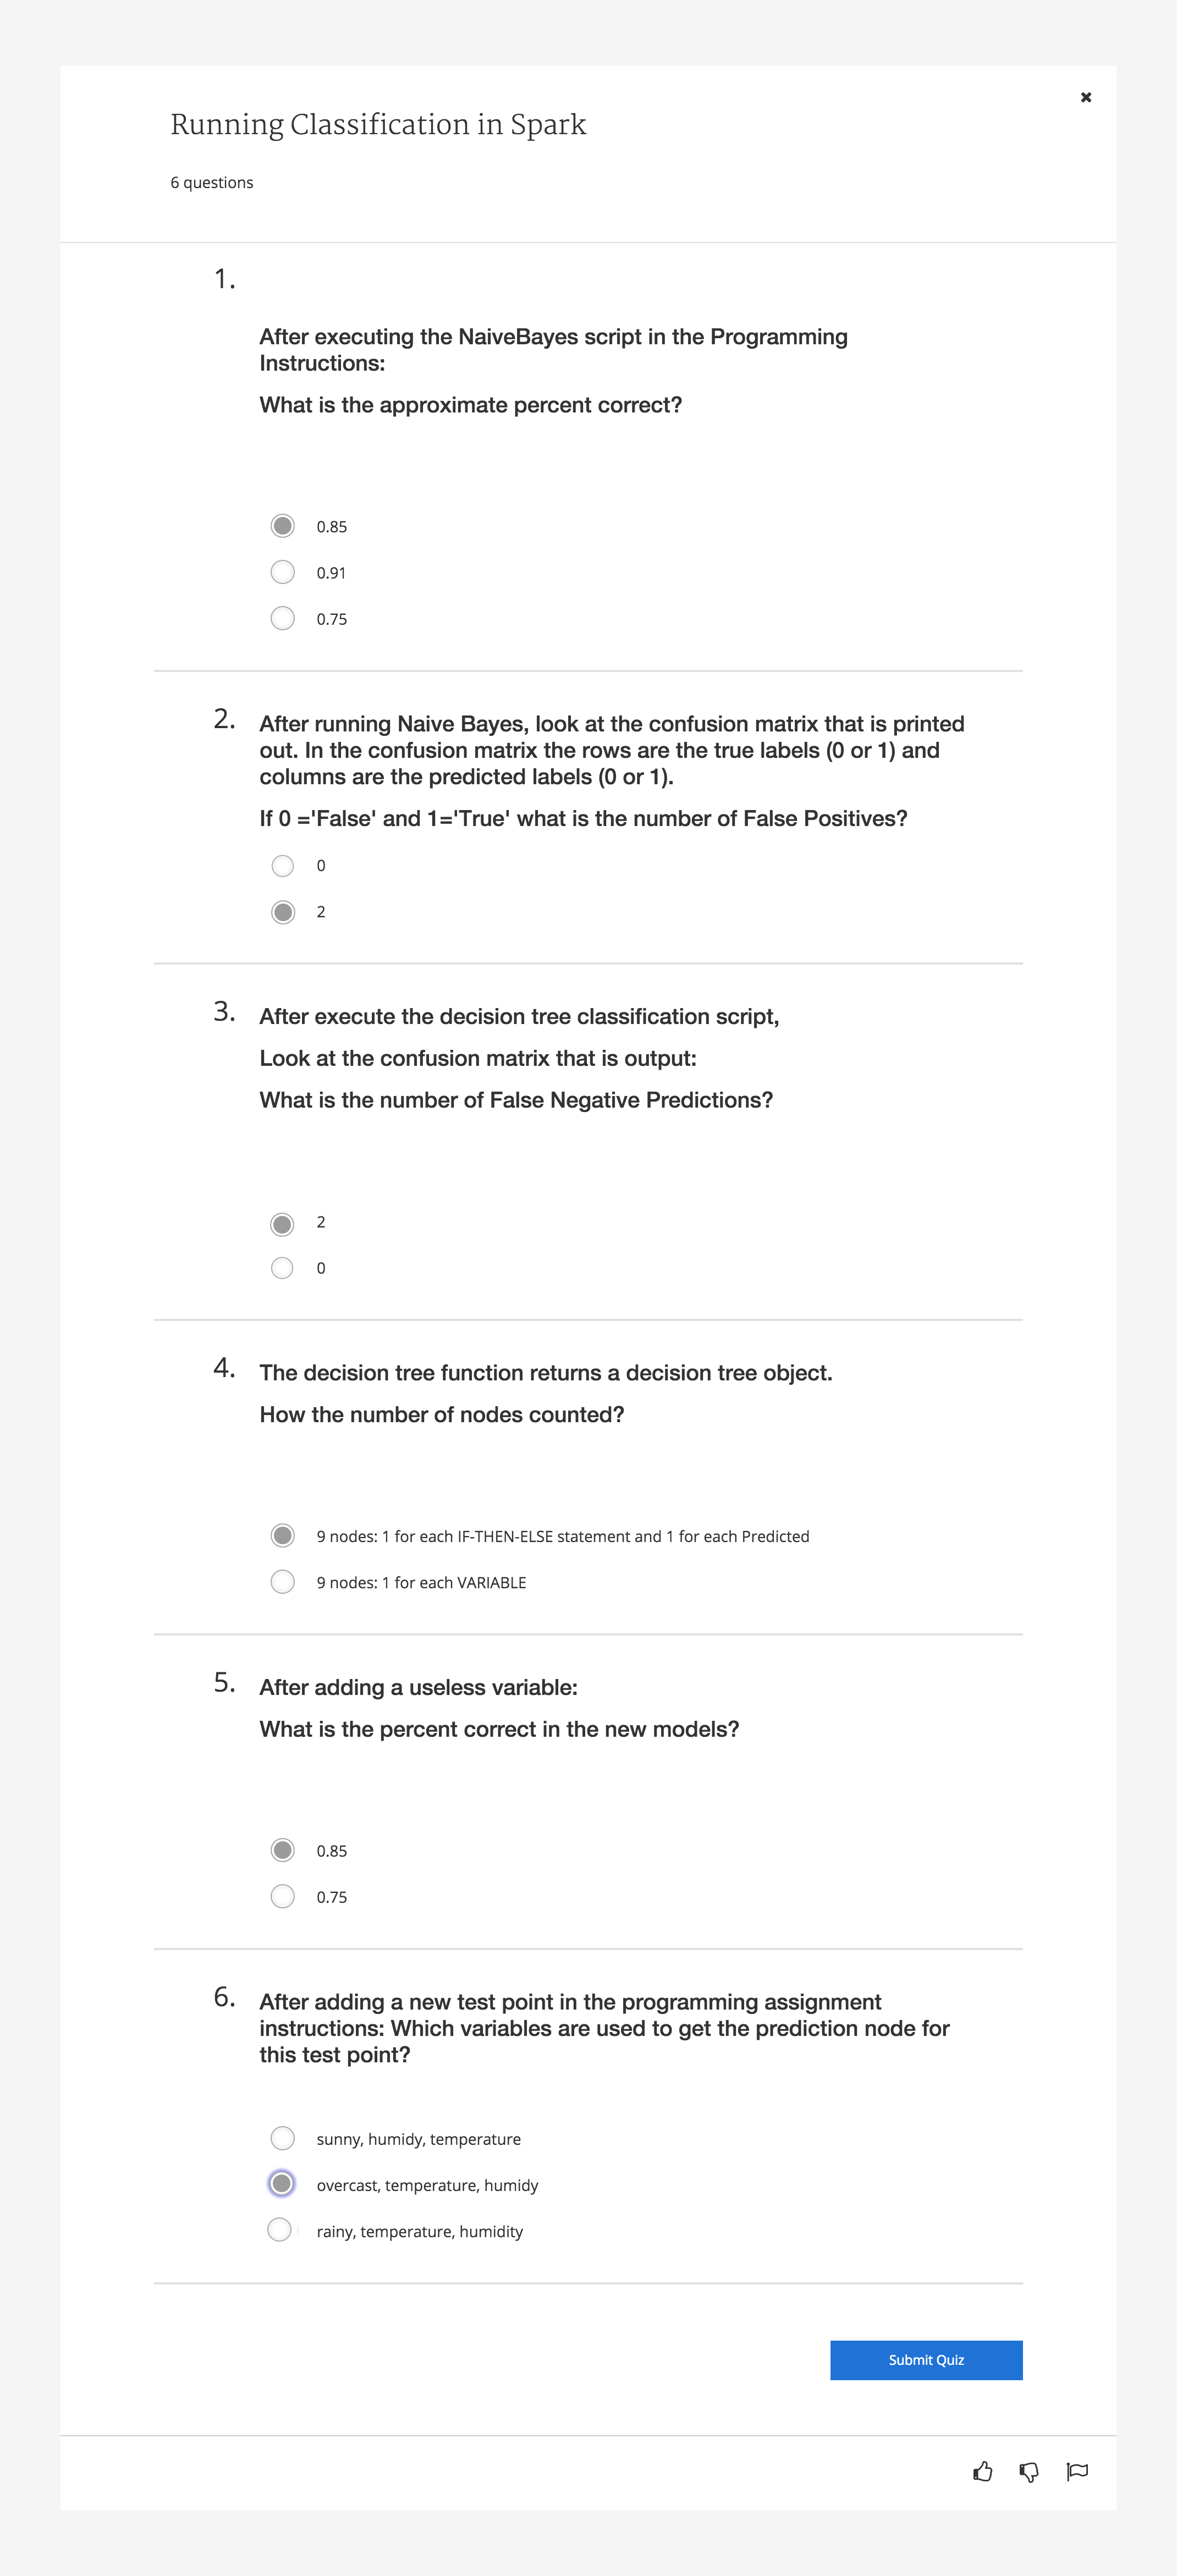 Running Classification in Spark
6 questions
1.
After executing the NaiveBayes script in the Programming
Instructions:
What is the approximate percent correct?
0.85
0.91
0.75
2.
After running Naive Bayes, look at the confusion matrix that is printed
out. In the confusion matrix the rows are the true labels (0 or 1) and
columns are the predicted labels (0 or 1).
If 0 ='False' and 1='True' what is the number of False Positives?
0
2
3.
After execute the decision tree classification script,
Look at the confusion matrix that is output:
What is the number of False Negative Predictions?
2
0
4.
The decision tree function returns a decision tree object.
How the number of nodes counted?
9 nodes: 1 for each IF-THEN-ELSE statement and 1 for each Predicted
9 nodes: 1 for each VARIABLE
5.
After adding a useless variable:
What is the percent correct in the new models?
0.85
0.75
6.
After adding a new test point in the programming assignment
instructions: Which variables are used to get the prediction node for
this test point?
sunny, humidy, temperature
overcast, temperature, humidy
rainy, temperature, humidity
Submit Quiz